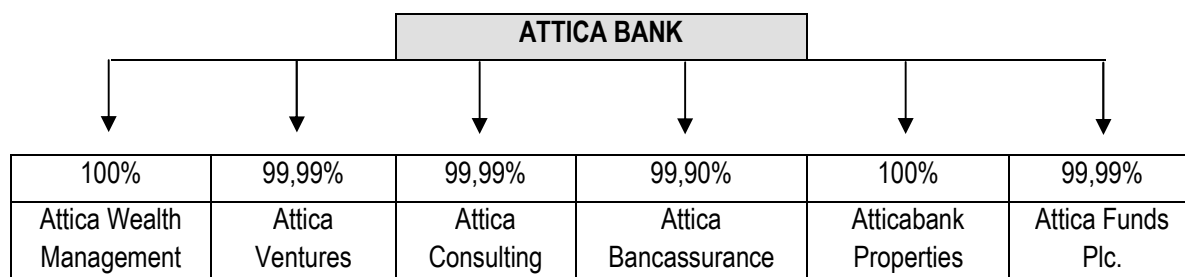 ATTICA BANK
100% 99,99% 99,99% 99,90% 100% 99,99%
Attica Wealth Attica Attica Attica Atticabank Attica Funds
Management Ventures Consulting Bancassurance Properties Plc.